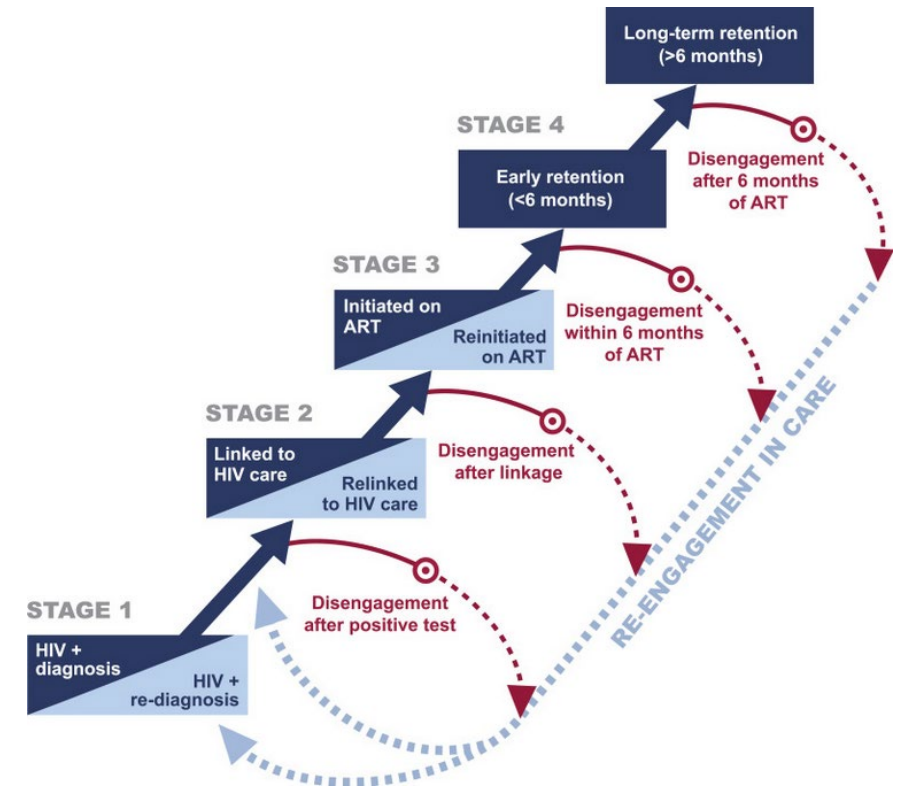 Long-term retention
(>6 months)
STAGE 4
Early retention
(<6 months)
Disengagement
after 6 months
of ART
STAGE 3
Initiated on
ART
Reinitiated
on ART
Disengagement
within 6 months
of ART
STAGE 2
Linked to
HIV care
Relinked
to HIV care
Disengagement
after linkage
RE-ENGAGEMENT IN CARE
STAGE 1
HIV +
diagnosis
HIV +
re-diagnosis
Disengagement
after positive test